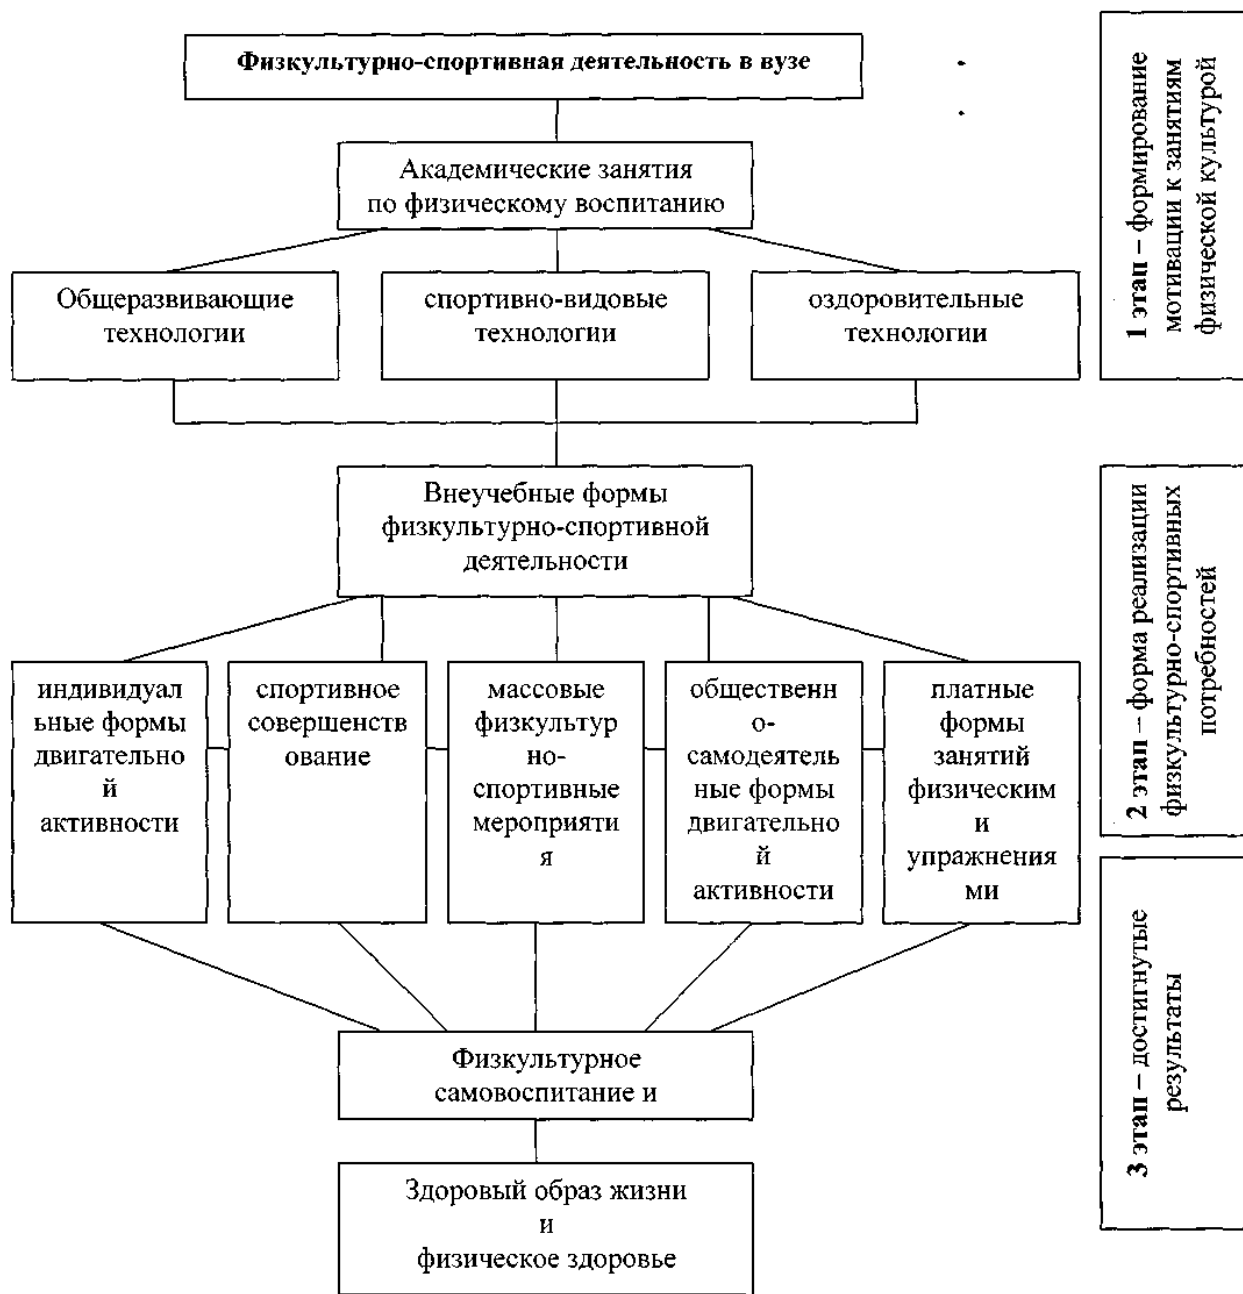 Физкультурно-спортивная деятельность в вузе
Академические занятия
по физическому воспитанию
Общеразвивающие
технологии
спортивно-видовые
технологии
оздоровительные
технологии
1 этап – формирование
мотивации к занятиям
физической культурой
Внеучебные формы
физкультурно-спортивной
деятельности
индивидуал
ьные формы
двигательно
й
активности
спортивное
совершенств
ование
массовые
физкультур
но-
спортивные
мероприяти
я
общественн
о-
самодеятель
ные формы
двигательно
й
активности
платные
формы
занятий
физическим
и
упражнения
ми
2 этап – форма реализации
физкультурно-спортивных
потребностей
Физкультурное
самовоспитание и
Здоровый образ жизни
и
физическое здоровье
3 этап – достигнутые
результаты